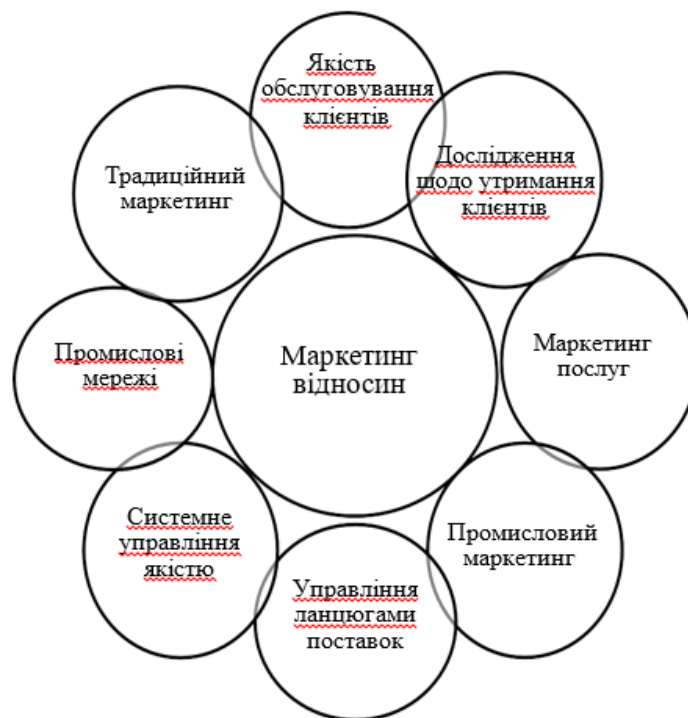 Якість
обслуговування
клієнтів
Дослідження
щодо утримання
клієнтів
Традиційний
маркетинг
Маркетинг
послуг
Промислові
мережі
Маркетинг
відносин
Системне
управління
якістю
Промисловий
маркетинг
Управління
ланцюгами
поставок